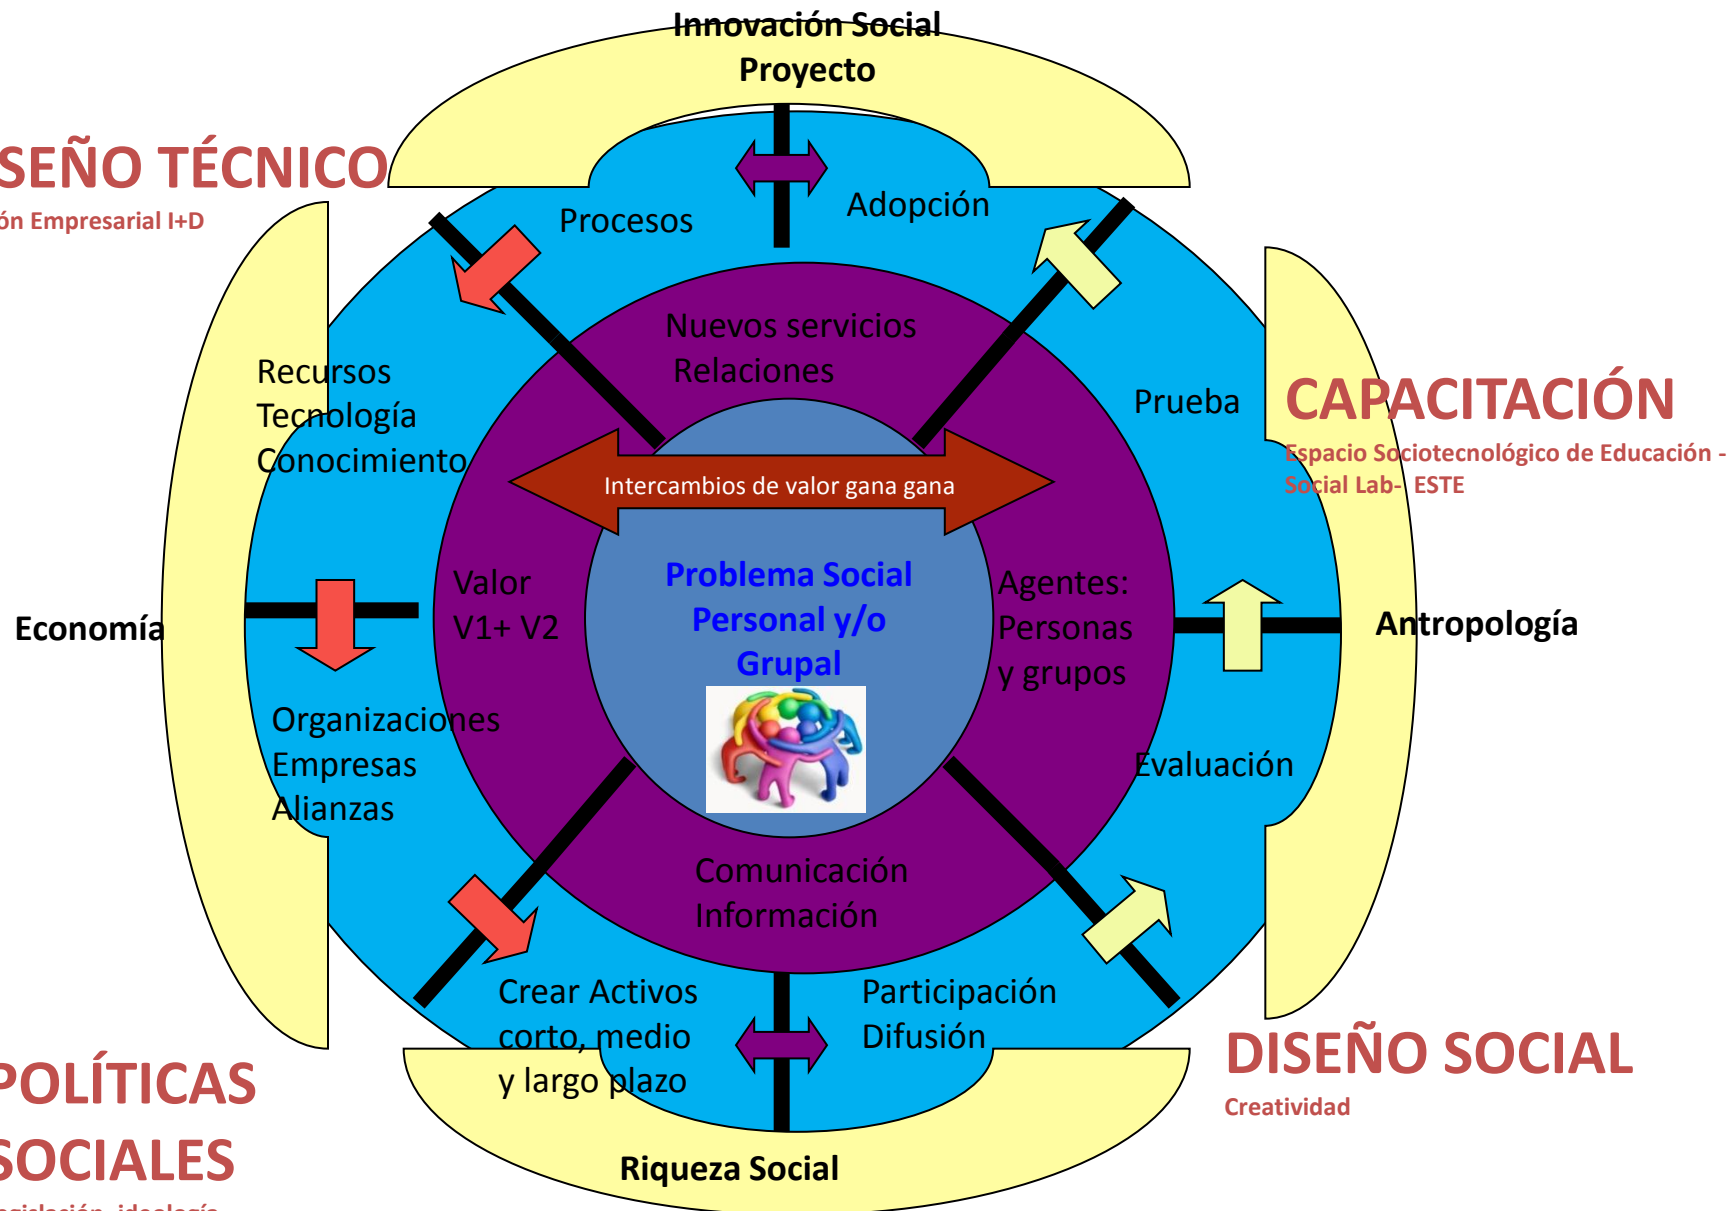 Innovación Social
Proyecto
SEÑO TÉCNICO
ón Empresarial I+D
Procesos
Adopción
Nuevos servicios
Relaciones
Recursos
Tecnología
Conocimiento
Prueba
CAPACITACIÓN
Espacio Sociotecnológico de Educación -
Social Lab- ESTE
Intercambios de valor gana gana
Economía
Valor
V1+ V2
Problema Social
Personal y/o
Grupal
Agentes:
Personas
y grupos
Antropología
Organizaciones
Empresas
Alianzas
Evaluación
Comunicación
Información
Crear Activos
corto, medio
y largo plazo
Participación
Difusión
POLÍTICAS
SOCIALES
egislación, ideología
DISEÑO SOCIAL
Creatividad
Riqueza Social